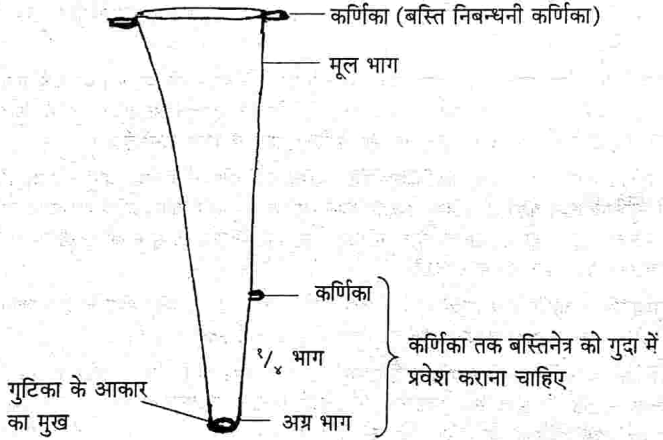 कर्णिका (बस्ति निबन्धनी कर्णिका)
मूल भाग
कर्णिका
१/४ भाग
कर्णिका तक बस्तिनेत्र को गुदा में
प्रवेश कराना चाहिए
गुटिका के आकार
का मुख
अग्र भाग